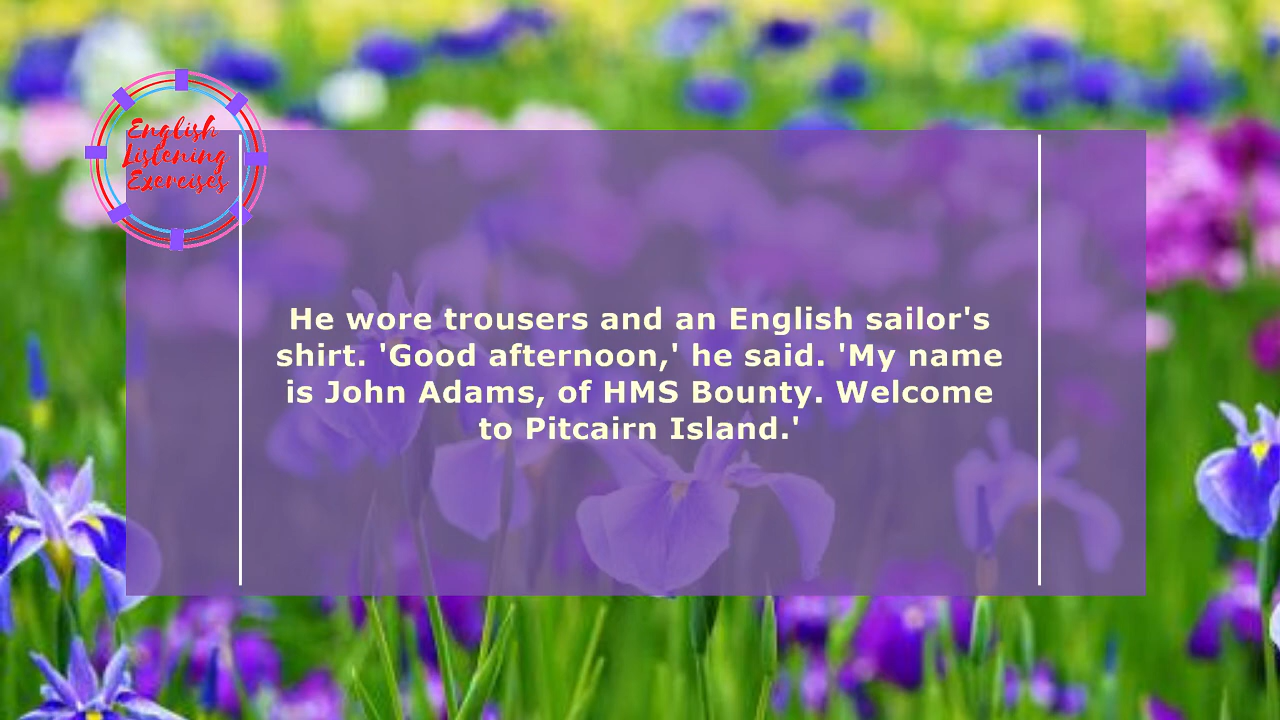 English
Listening
Exercises
He wore trousers and an English sailor's
shirt. 'Good afternoon,' he said. 'My name
is John Adams, of HMS Bounty. Welcome
to Pitcairn Island.'